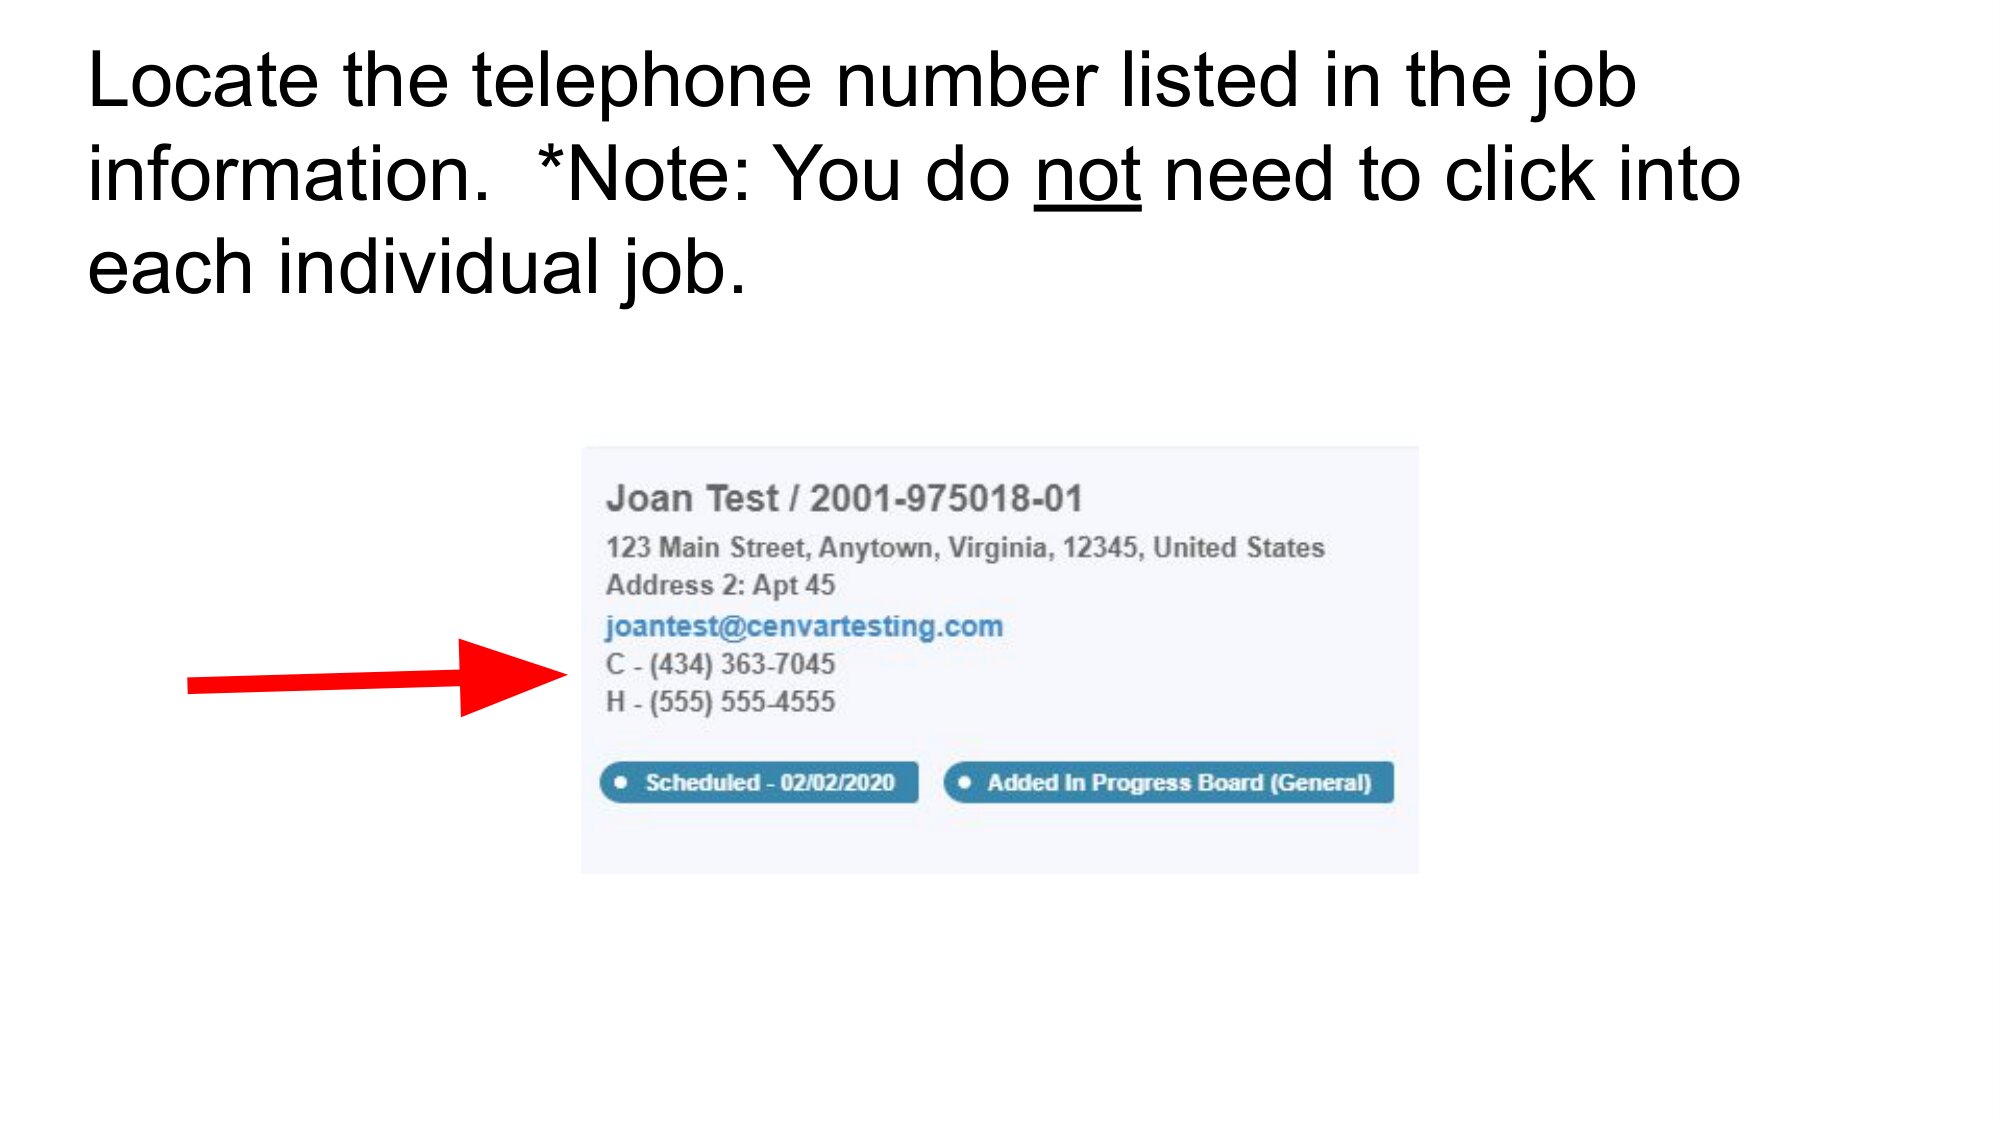 Locate the telephone number listed in the job
information.  *Note: You do not need to click into
each individual job.
Joan Test / 2001-975018-01
123 Main Street, Anytown, Virginia, 12345, United States
Address 2: Apt 45
joantest@cenvartesting.com
C - (434) 363-7045
H - (555) 555-4555
Scheduled - 02/02/2020
Added In Progress Board (General)